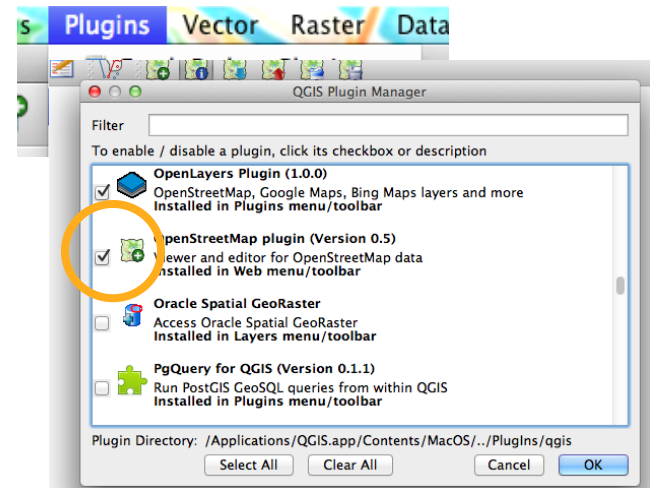 s Plugins Vector Raster Data
QGIS Plugin Manager
Filter
To enable / disable a plugin, click its checkbox or description
OpenLayers Plugin (1.0.0)
OpenStreetMap, Google Maps, Bing Maps layers and more
Installed in Plugins menu/toolbar
OpenStreetMap plugin (Version 0.5)
Viewer and editor for OpenStreetMap data
Installed in Web menu/toolbar
Oracle Spatial GeoRaster
Access Oracle Spatial GeoRaster
Installed in Layers menu/toolbar
PgQuery for QGIS (Version 0.1.1)
Run PostGIS GeoSQL queries from within QGIS
Installed in Plugins menu/toolbar
Plugin Directory: /Applications/QGIS.app/Contents/MacOS/../PlugIns/qgis
Select All Clear All Cancel OK